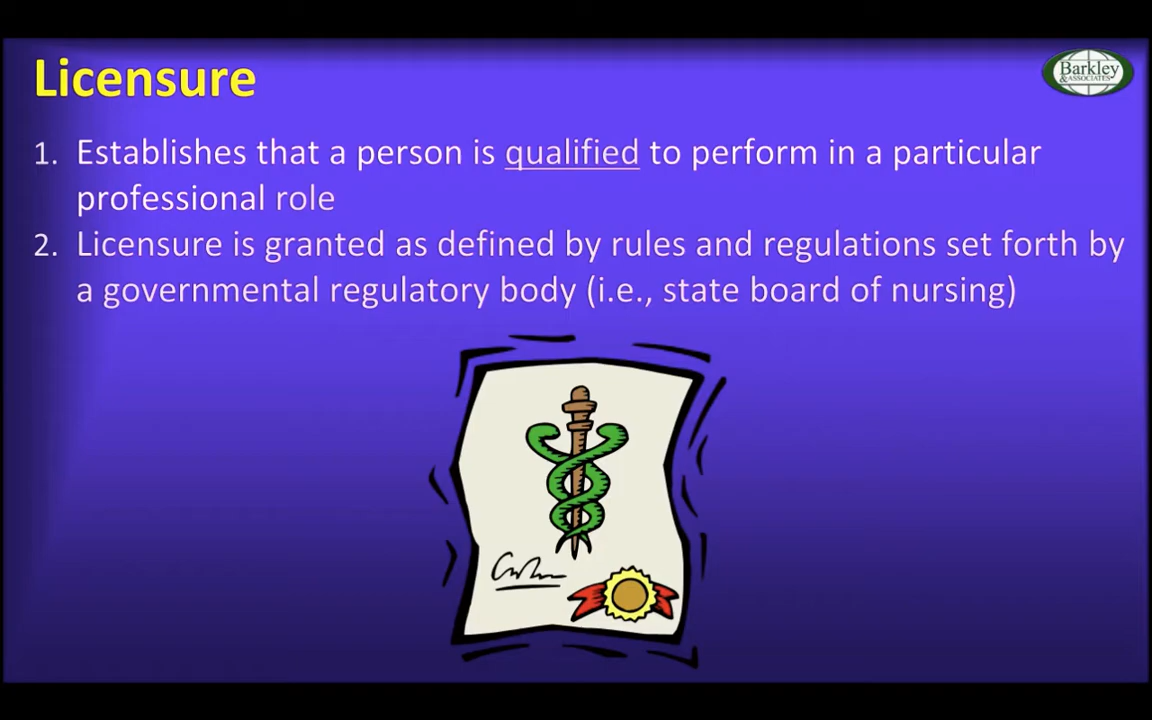 Licensure
Barkley
& ASSOCIATES
1. Establishes that a person is qualified to perform in a particular
professional role
2. Licensure is granted as defined by rules and regulations set forth by
a governmental regulatory body (i.e., state board of nursing)